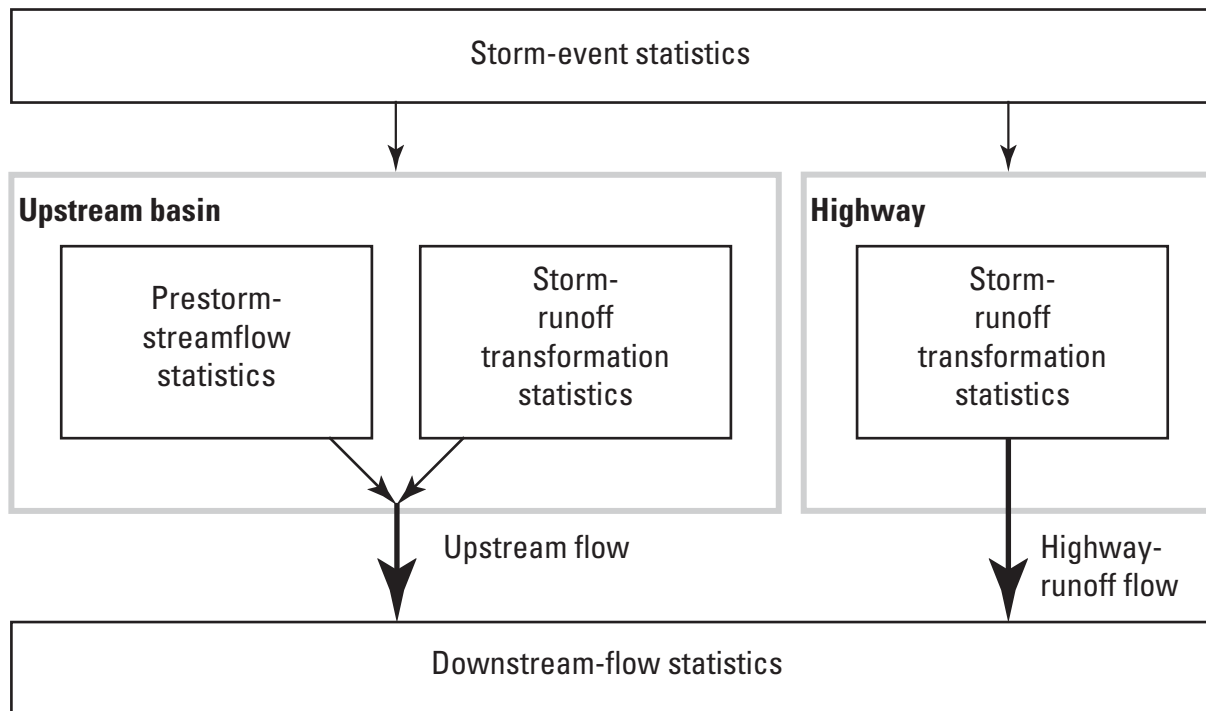 Storm-event statistics
Upstream basin
Prestorm-
streamflow
statistics
Storm-
runoff
transformation
statistics
Highway
Storm-
runoff
transformation
statistics
Upstream flow
Highway-
runoff flow
Downstream-flow statistics